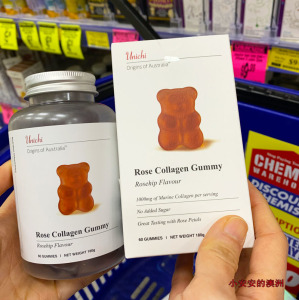 Unichi
Origins of Australia
Rose Collagen Gummy
Rosehip Flavour
60 GUMMIES | NET WEIGHT 180g
Unichi
Origins of Australia
Rose Collagen Gummy
Rosehip Flavour
1000mg of Marine Collagen per serving
No Added Sugar
Great Tasting with Rose Petals
60 GUMMIES | NET WEIGHT 180g
CHEM
WAREHO
DISCOU
小安安的澳洲